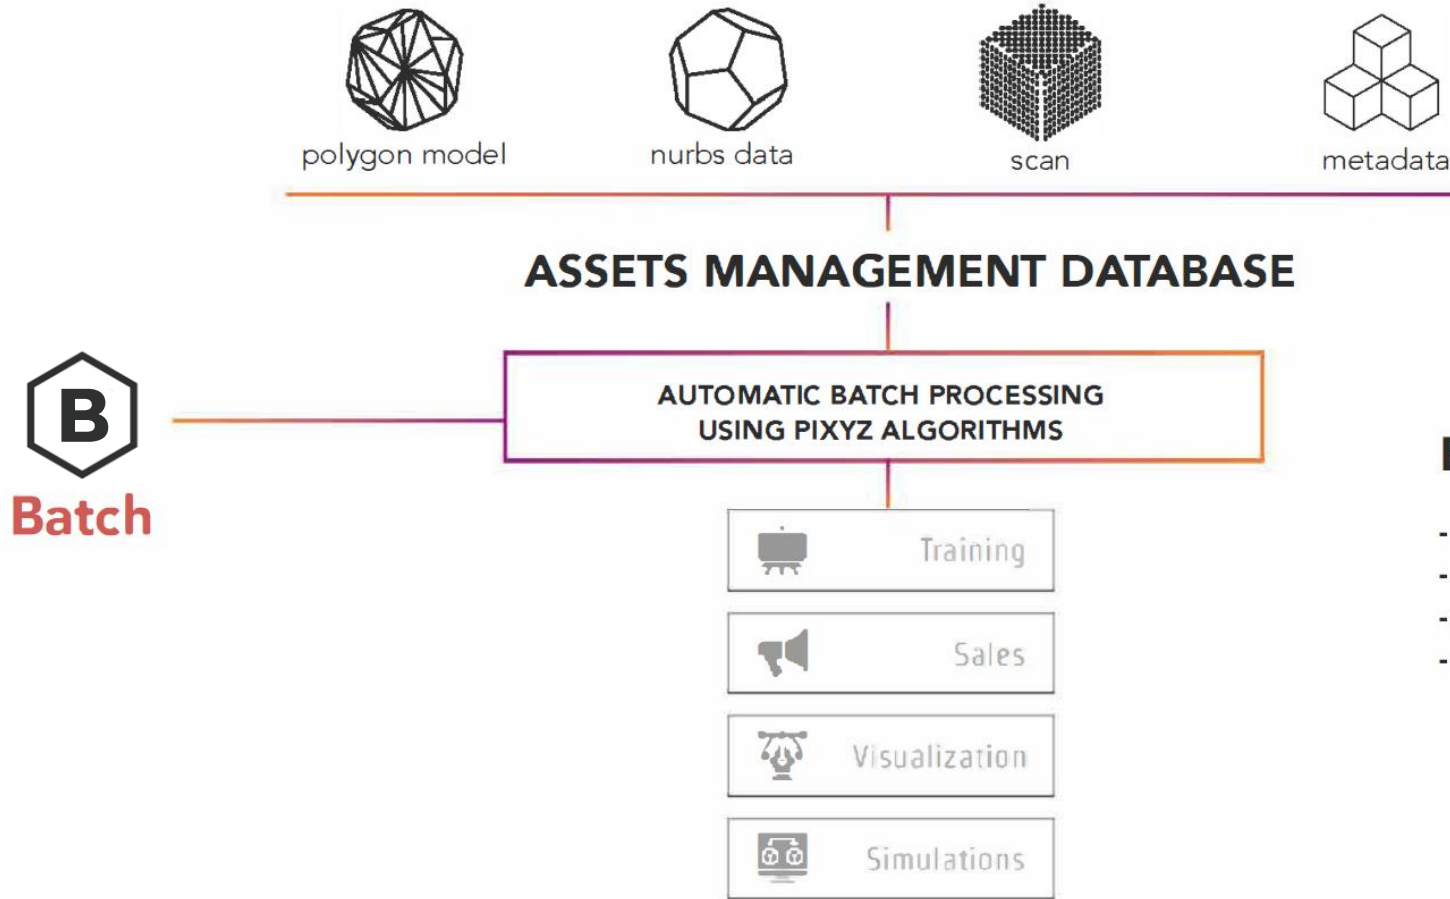 polygon model
nurbs data
scan
metadata
ASSETS MANAGEMENT DATABASE
AUTOMATIC BATCH PROCESSING
USING PIXYZ ALGORITHMS
B
Batch
Training
Sales
Visualization
Simulations
-
-
-
-